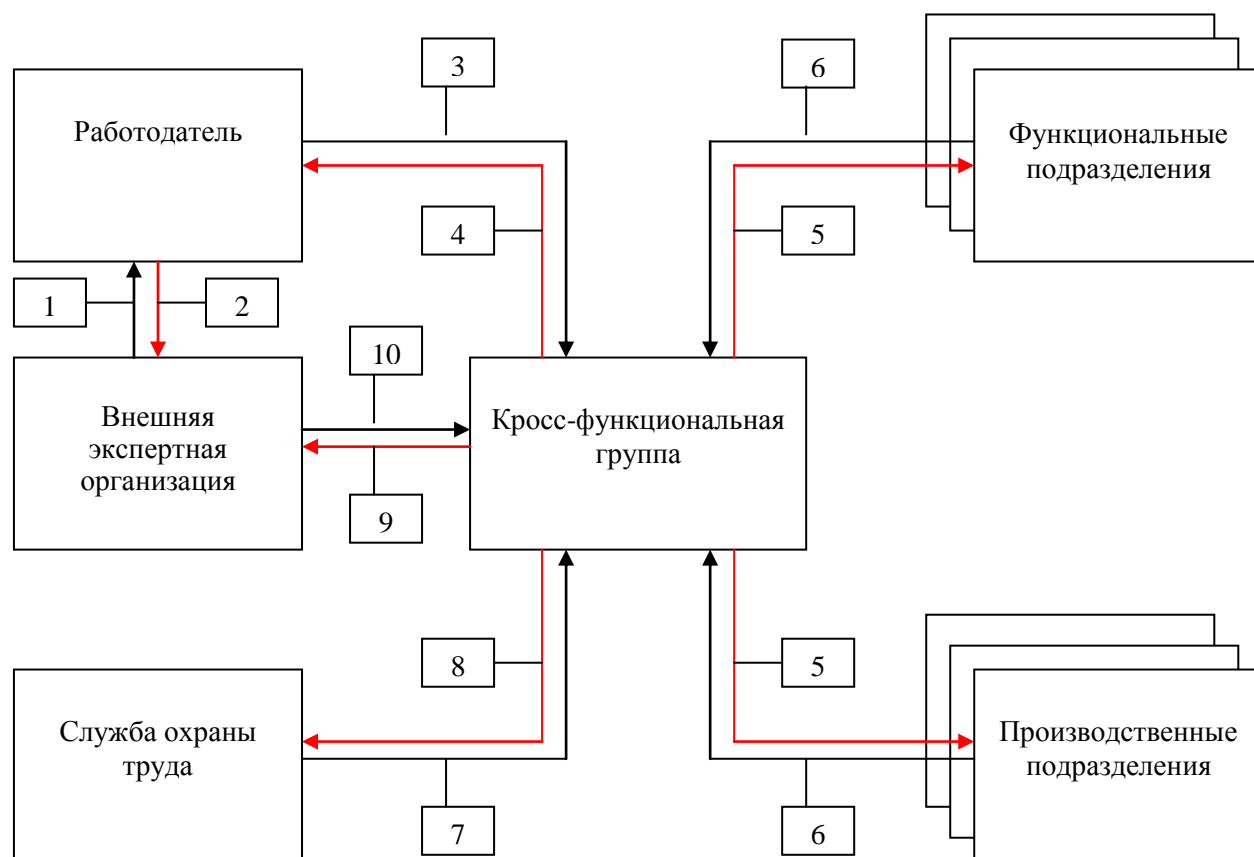 3
6
Работодатель
Функциональные
подразделения
4
5
1
2
10
Внешняя
экспертная
организация
Кросс-функциональная
группа
9
8
5
Служба охраны
труда
Производственные
подразделения
7
6